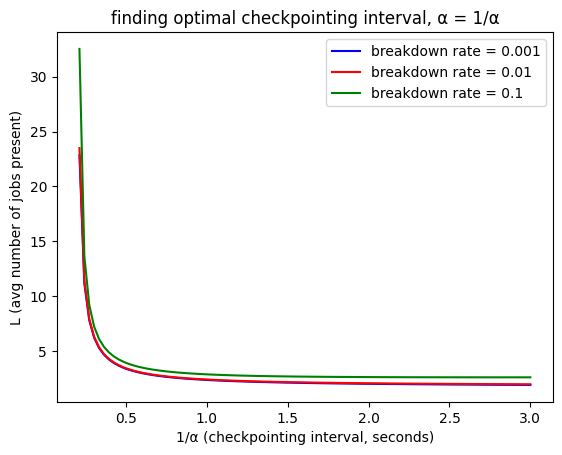 finding optimal checkpointing interval, α = 1/α
breakdown rate = 0.001
breakdown rate = 0.01
breakdown rate = 0.1
L (avg number of jobs present)
30
25
20
15
10
5
0.5 1.0 1.5 2.0 2.5 3.0
1/α (checkpointing interval, seconds)